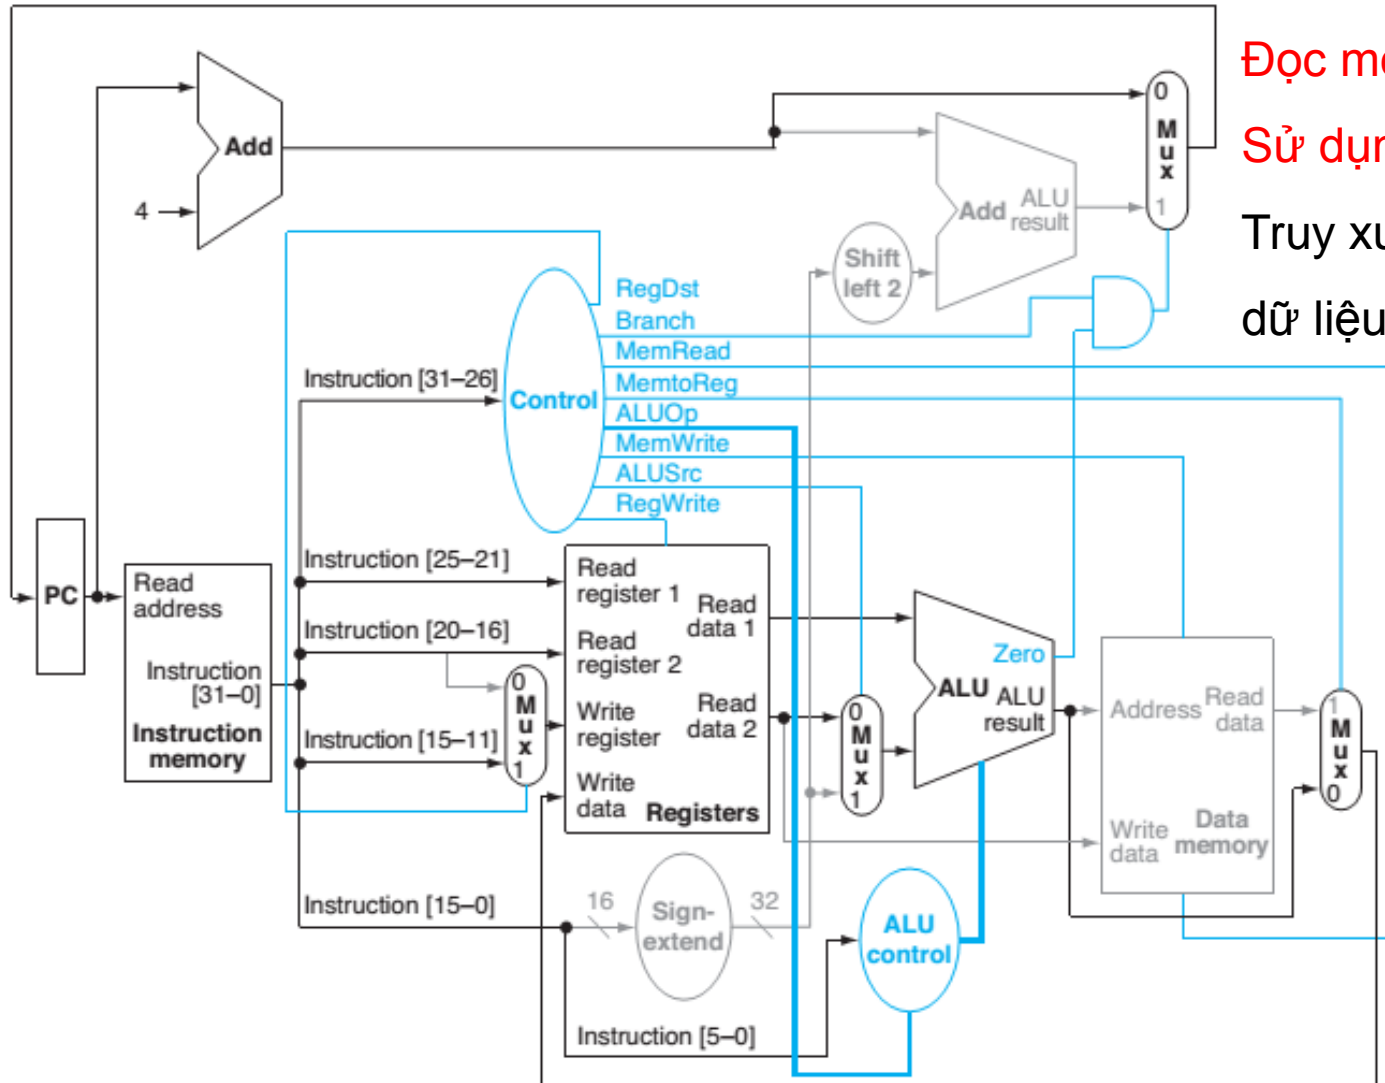 Add
4
0
M
u
x
1
Add
ALU
result
Shift
left 2
Đọc
Sử
Truy
dữ liệu
RegDst
Branch
MemRead
MemtoReg
ALUOp
MemWrite
ALUSrc
RegWrite
Control
Instruction [31–26]
Instruction [25–21]
Instruction [20–16]
Instruction [15–11]
Instruction [15–0]
Instruction [5–0]
PC
Read
address
Instruction
[31–0]
Instruction
memory
0
M
u
x
1
Read
register 1
Read
register 2
Write
register
Write
data
Read
data 1
Read
data 2
Registers
0
M
u
x
1
Zero
ALU
ALU
result
Address
Read
data
Write
data
Data
memory
1
M
u
x
0
16
Sign-
extend
32
ALU
control